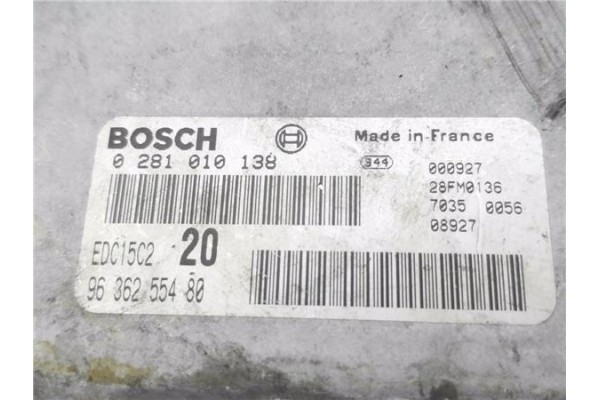 BOSCH Made in France
0 281 010 138 344 000927
28FM0136
7035 0056
08927
EDC15C2 20
96 362 554 80